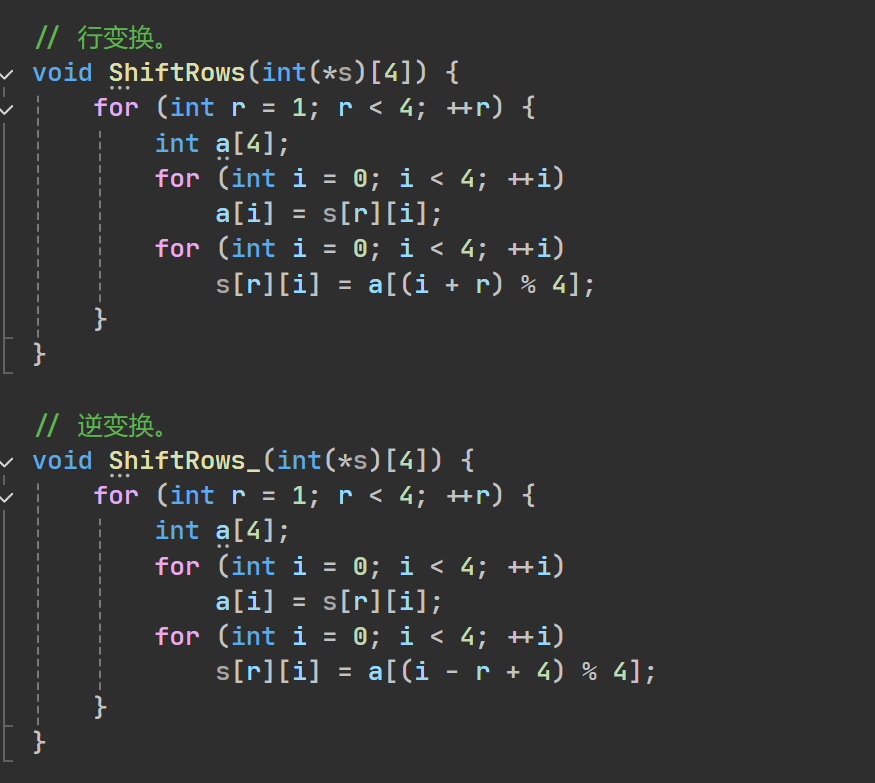 // 行变换。
void ShiftRows(int(*s)[4]) {
for (int r = 1; r < 4; ++r) {
int a[4];
for (int i = 0; i < 4; ++i)
a[i] = s[r][i];
for (int i = 0; i < 4; ++i)
s[r][i] = a[(i + r) % 4];
}
}
// 逆变换。
void ShiftRows_(int(*s)[4]) {
for (int r = 1; r < 4; ++r) {
int a[4];
for (int i = 0; i < 4; ++i)
a[i] = s[r][i];
for (int i = 0; i < 4; ++i)
s[r][i] = a[(i - r + 4) % 4];
}
}